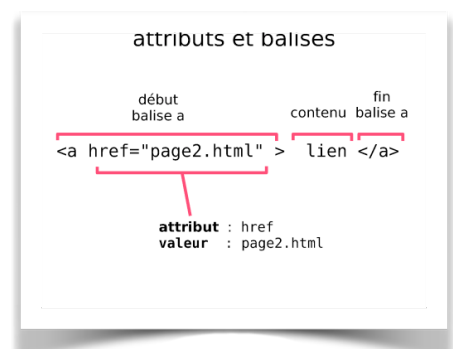 attributs et balises
début
balise a
contenu
fin
balise a
<a href="page2.html" > lien </a>
attribut : href
valeur : page2.html